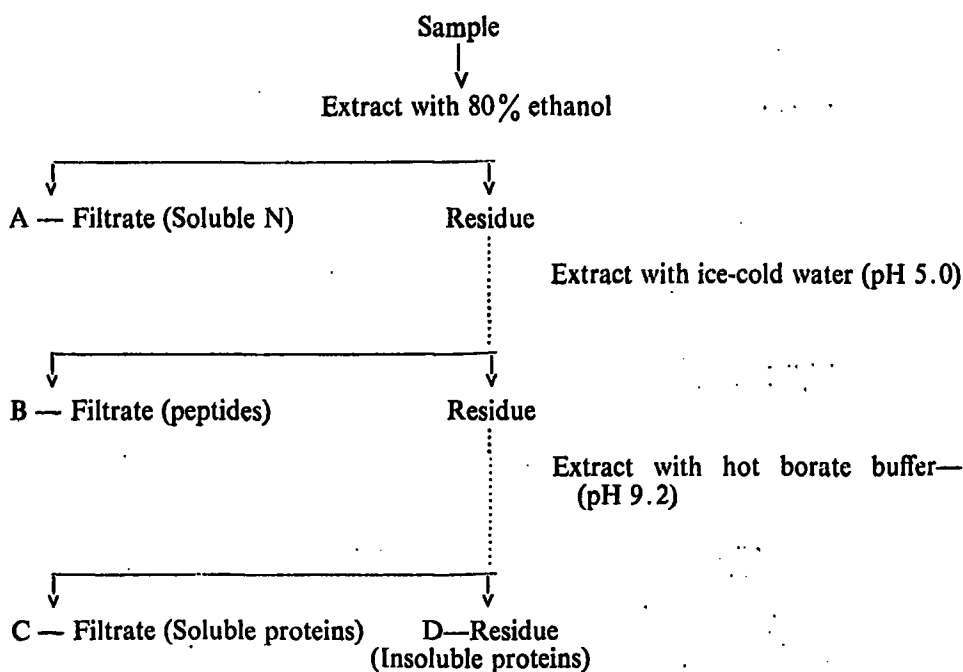 Sample
Extract with 80% ethanol
A — Filtrate (Soluble N) Residue
Extract with ice-cold water (pH 5.0)
B — Filtrate (peptides) Residue
Extract with hot borate buffer—
(pH 9.2)
C — Filtrate (Soluble proteins) D—Residue
(Insoluble proteins)